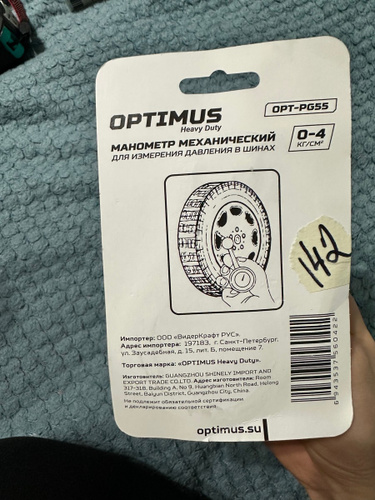 OPTIMUS
Heavy Duty
OPT-PG55
МАНОМЕТР МЕХАНИЧЕСКИЙ
ДЛЯ ИЗМЕРЕНИЯ ДАВЛЕНИЯ В ШИНАХ
0-4
КГ/СМ²
142
Импортер: ООО «ВидерКрафт РУС».
Адрес импортера: 197183, г. Санкт-Петербург,
ул. Заусадебная, д. 15, лит. Б, помещение 7.
Торговая марка: «OPTIMUS Heavy Duty».
Изготовитель: GUANGZHOU SHINELY IMPORT AND
EXPORT TRADE CO.LTD. Адрес изготовителя: Room
317-318, Building A, No 9, Huangbian North Road, Helong
Street, Baiyun District, Guangzhou City, China.
Не подлежит обязательной сертификации
и декларированию соответствия.
6943537560422
optimus.su